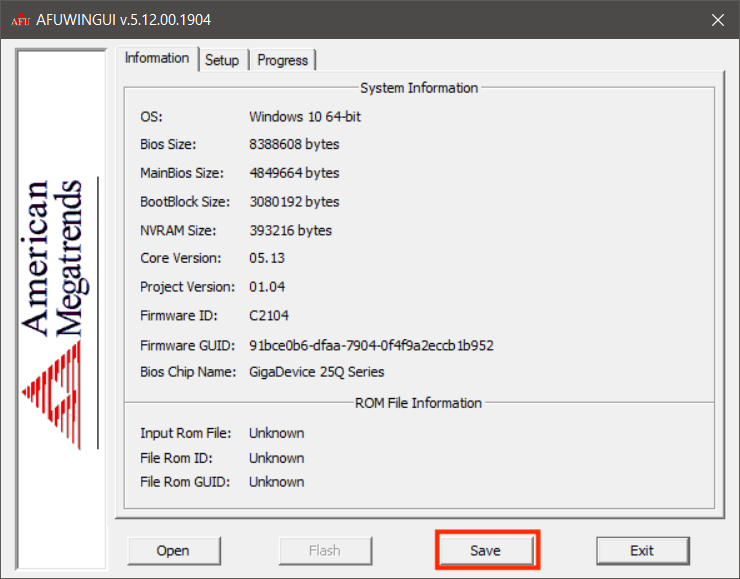 AFU AFUWINGUI v.5.12.00.1904
Information Setup Progress
American
Megatrends
System Information
OS: Windows 10 64-bit
Bios Size: 8388608 bytes
MainBios Size: 4849664 bytes
BootBlock Size: 3080192 bytes
NVRAM Size: 393216 bytes
Core Version: 05.13
Project Version: 01.04
Firmware ID: C2104
Firmware GUID: 91bce0b6-dfaa-7904-0f4f9a2eccb1b952
Bios Chip Name: GigaDevice 25Q Series
ROM File Information
Input Rom File: Unknown
File Rom ID: Unknown
File Rom GUID: Unknown
Open Flash Save Exit